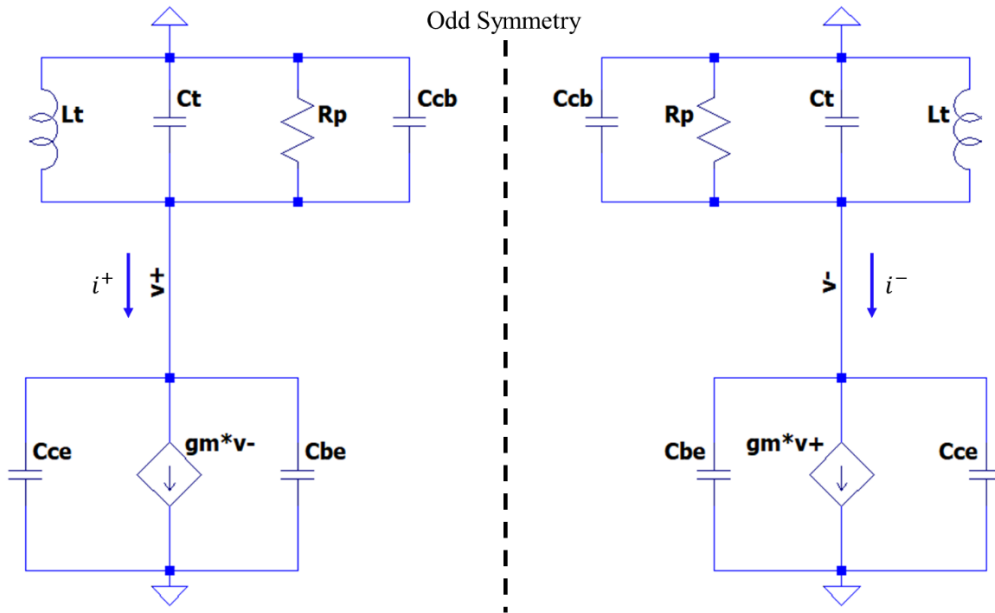 Odd Symmetry
Lt
Ct
Rp
Ccb
Ccb
Rp
Ct
Lt
i⁺
v+
v-
i⁻
Cce
gm*v-
Cbe
Cbe
gm*v+
Cce